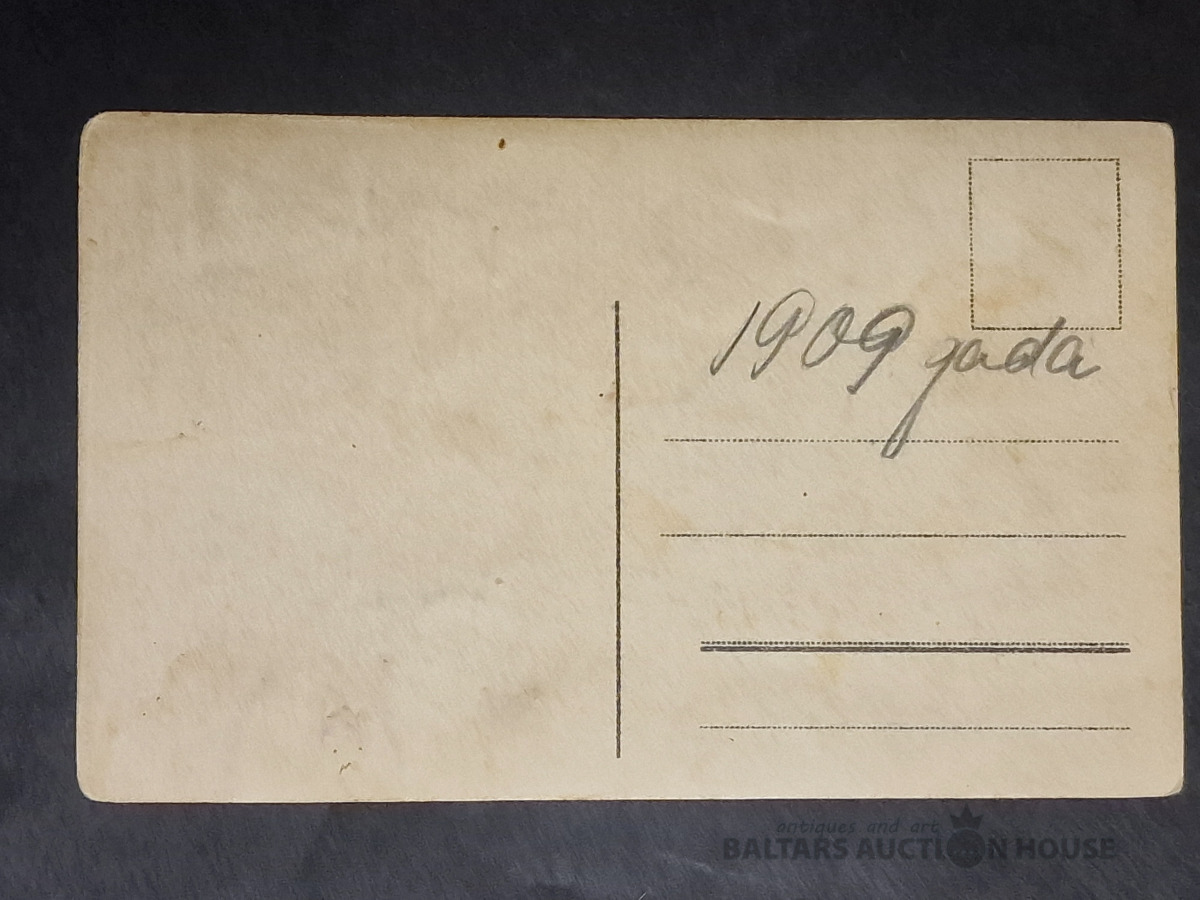 1909 gada
antiques and art
BALTARS AUCTION HOUSE